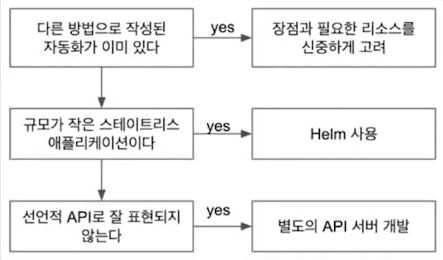 다른 방법으로 작성된
자동화가 이미 있다
yes
장점과 필요한 리소스를
신중하게 고려
규모가 작은 스테이트리스
애플리케이션이다
yes
Helm 사용
선언적 API로 잘 표현되지
않는다
yes
별도의 API 서버 개발